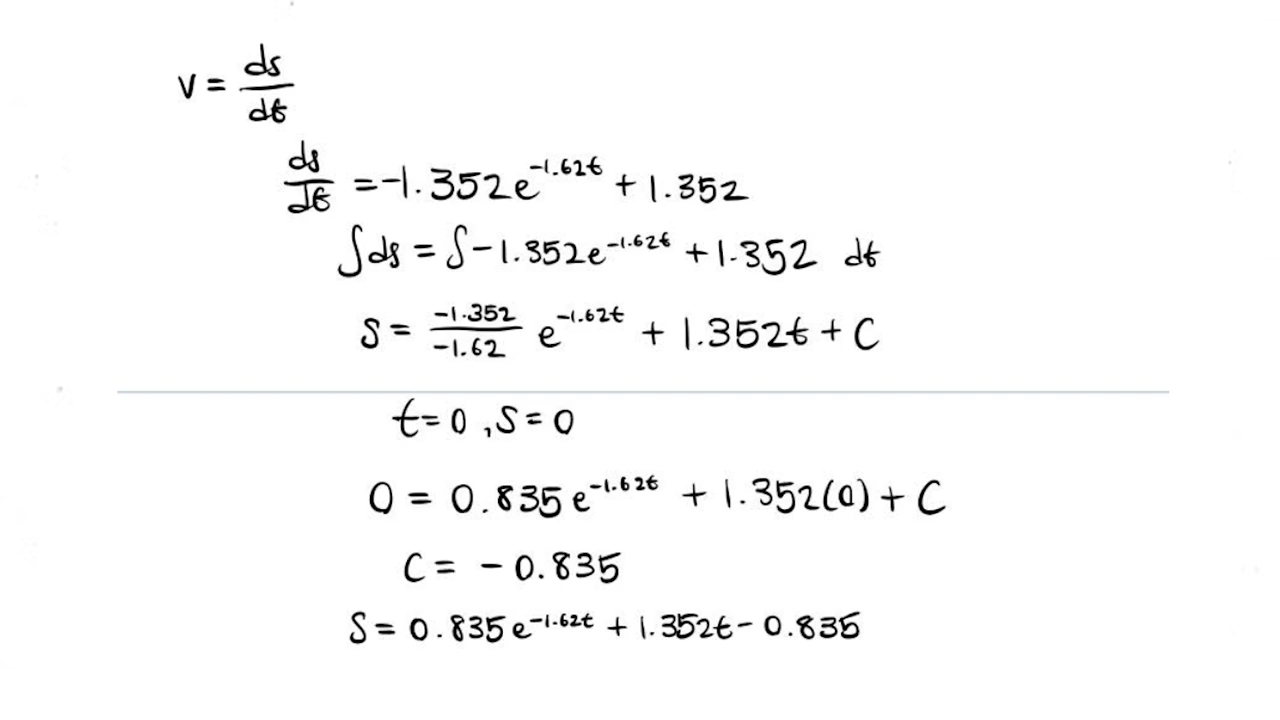 v = ds/dt
ds/dt = -1.352e^-1.62t + 1.352
∫ds = ∫-1.352e^-1.62t + 1.352 dt
s = -1.352/-1.62 e^-1.62t + 1.352t + C
t=0, s=0
0 = 0.835e^-1.62t + 1.352(0) + C
C = -0.835
s = 0.835e^-1.62t + 1.352t - 0.835